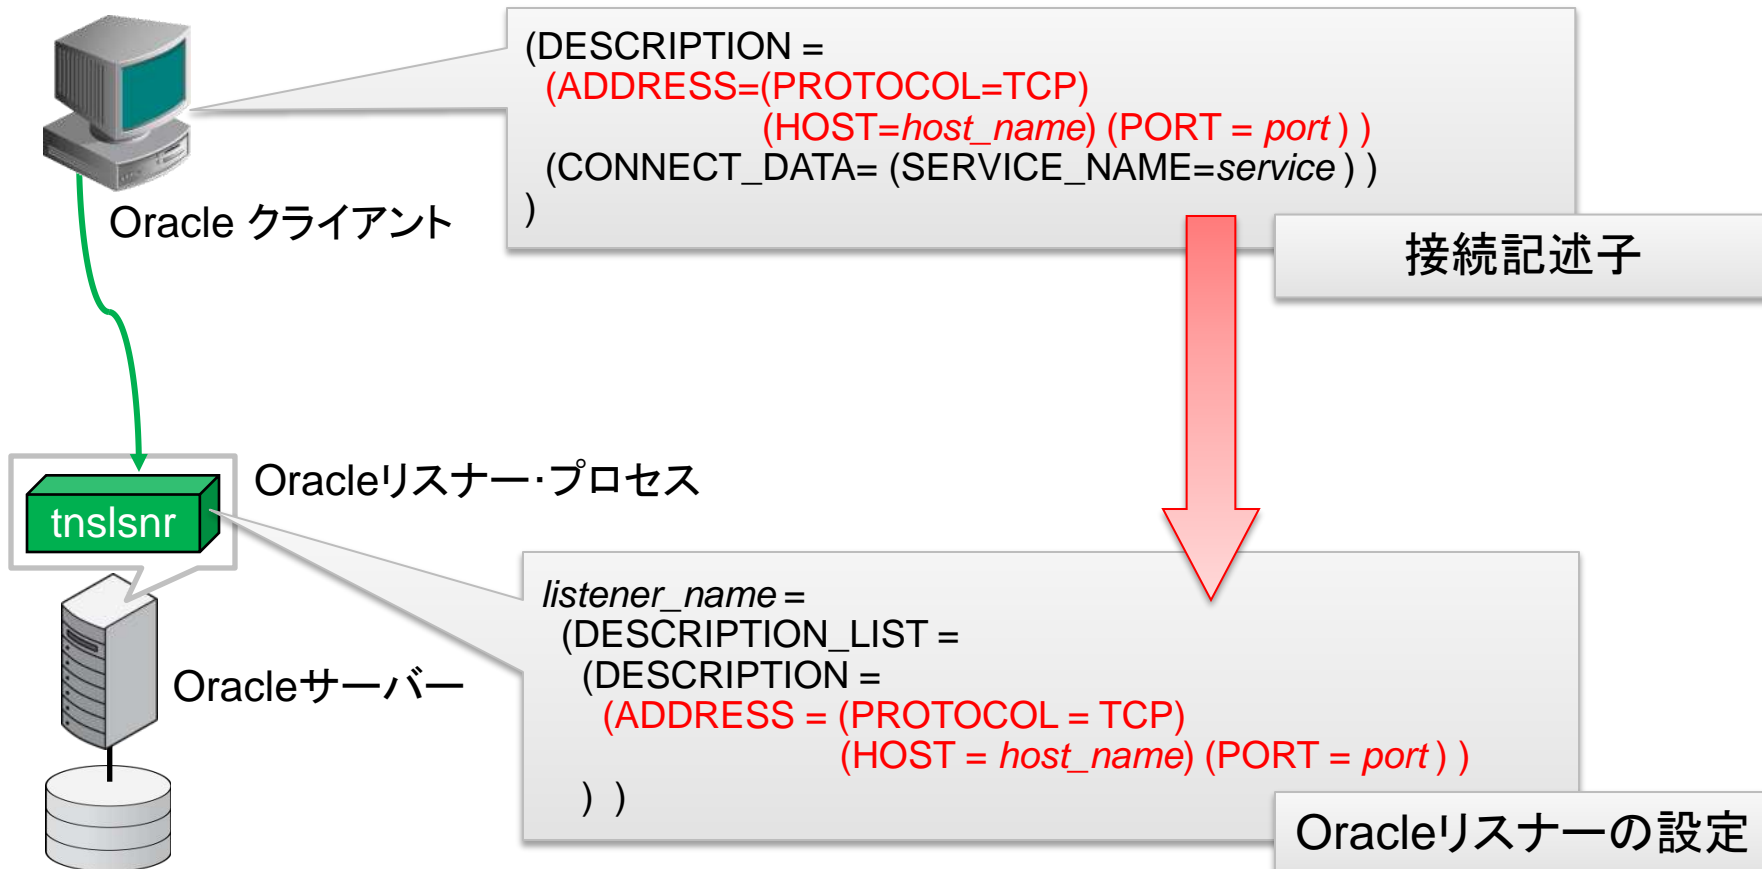 (DESCRIPTION =
(ADDRESS=(PROTOCOL=TCP)
(HOST=host_name) (PORT = port ) )
(CONNECT_DATA= (SERVICE_NAME=service ) )
)
接続記述子
Oracle クライアント
Oracleリスナー・プロセス
tnslsnr
listener_name =
(DESCRIPTION_LIST =
(DESCRIPTION =
(ADDRESS = (PROTOCOL = TCP)
(HOST = host_name) (PORT = port ) )
) )
Oracleサーバー
Oracleリスナーの設定